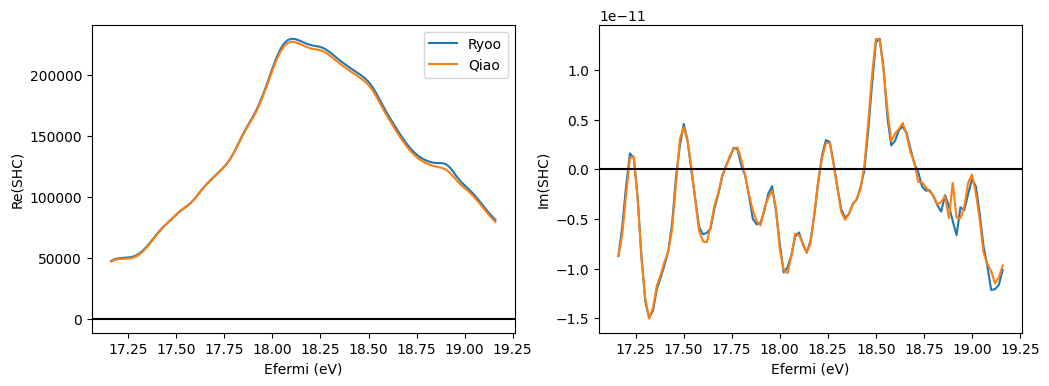 Ryoo
Qiao
200000
150000
100000
50000
0
Re(SHC)
17.25 17.50 17.75 18.00 18.25 18.50 18.75 19.00 19.25
Efermi (eV)
1e−11
1.0
0.5
0.0
−0.5
−1.0
−1.5
Im(SHC)
17.25 17.50 17.75 18.00 18.25 18.50 18.75 19.00 19.25
Efermi (eV)